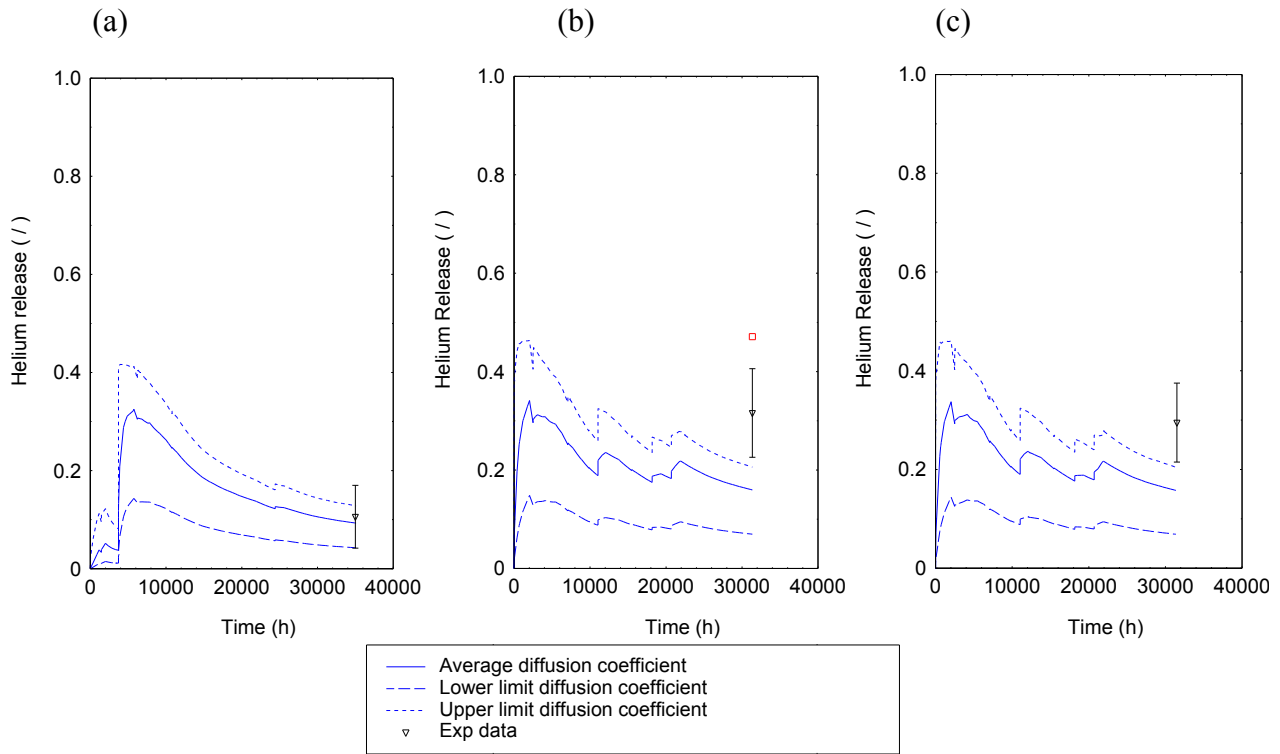 (a)
(b)
(c)
Helium release ( / )
1.0
0.8
0.6
0.4
0.2
0
0 10000 20000 30000 40000
Time (h)
Helium Release ( / )
1.0
0.8
0.6
0.4
0.2
0
0 10000 20000 30000 40000
Time (h)
Helium Release ( / )
1.0
0.8
0.6
0.4
0.2
0
0 10000 20000 30000 40000
Time (h)
Average diffusion coefficient
Lower limit diffusion coefficient
Upper limit diffusion coefficient
Exp data